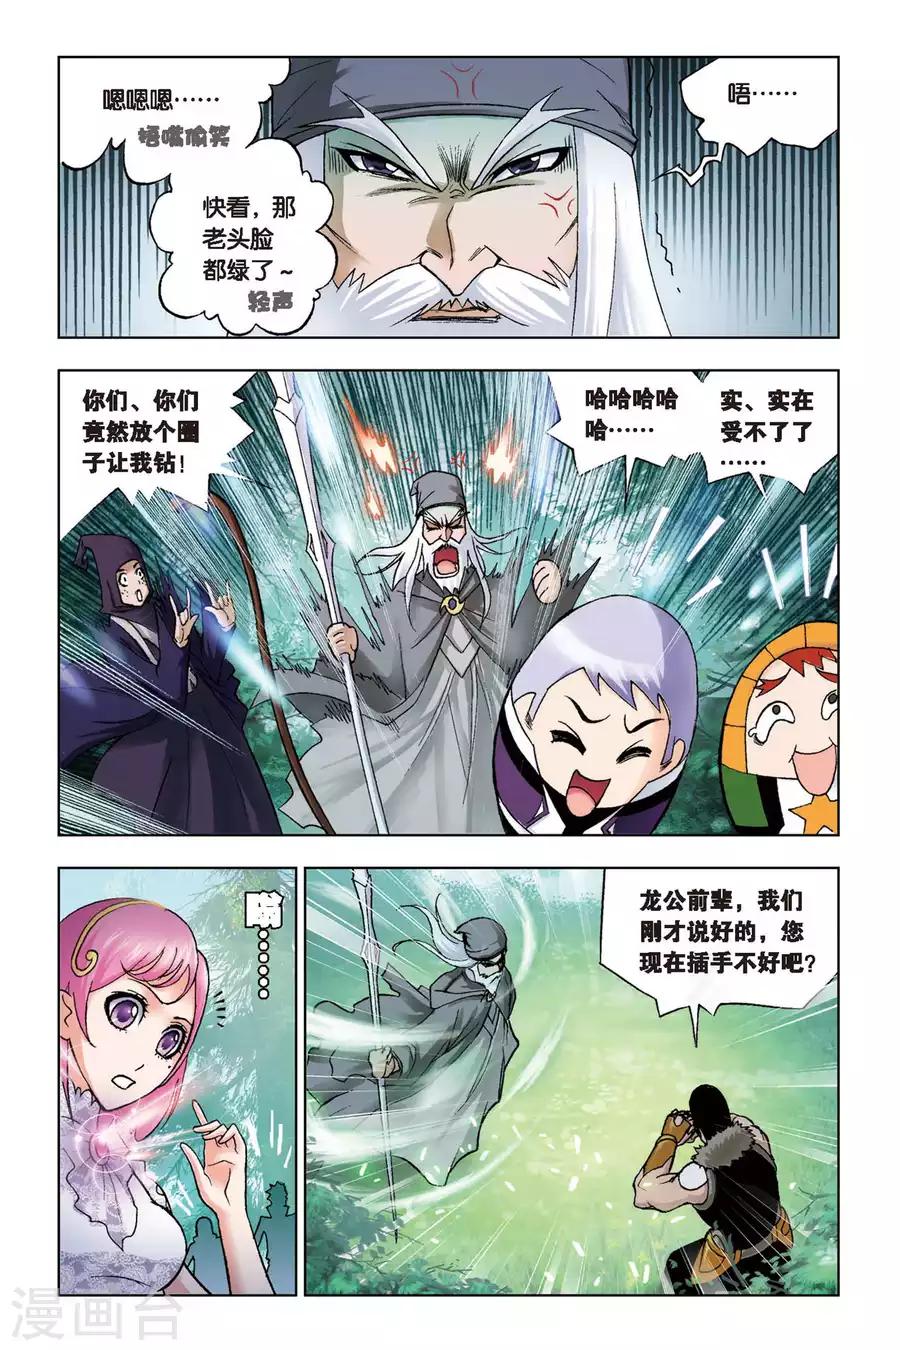 嗯嗯嗯……
捂嘴偷笑
快看，那
老头脸
都绿了~
轻声
唔……
你们、你们
竟然放个圈
子让我钻！
哈哈哈哈
哈……
实、实在
受不了了
……
嘶……
龙公前辈，我们
刚才说好的，您
现在插手不好吧？
漫画台